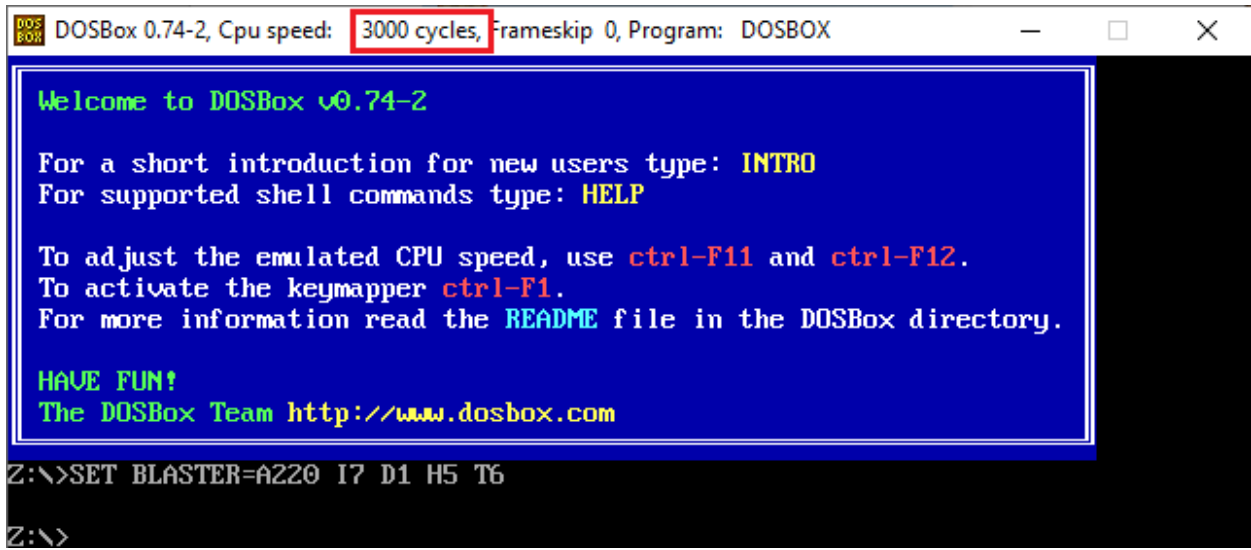 DOS BOX DOSBox 0.74-2, Cpu speed: 3000 cycles, Frameskip 0, Program: DOSBOX
Welcome to DOSBox v0.74-2
For a short introduction for new users type: INTRO
For supported shell commands type: HELP
To adjust the emulated CPU speed, use ctrl-F11 and ctrl-F12.
To activate the keymapper ctrl-F1.
For more information read the README file in the DOSBox directory.
HAVE FUN!
The DOSBox Team http://www.dosbox.com
Z:\>SET BLASTER=A220 I7 D1 H5 T6
Z:\>